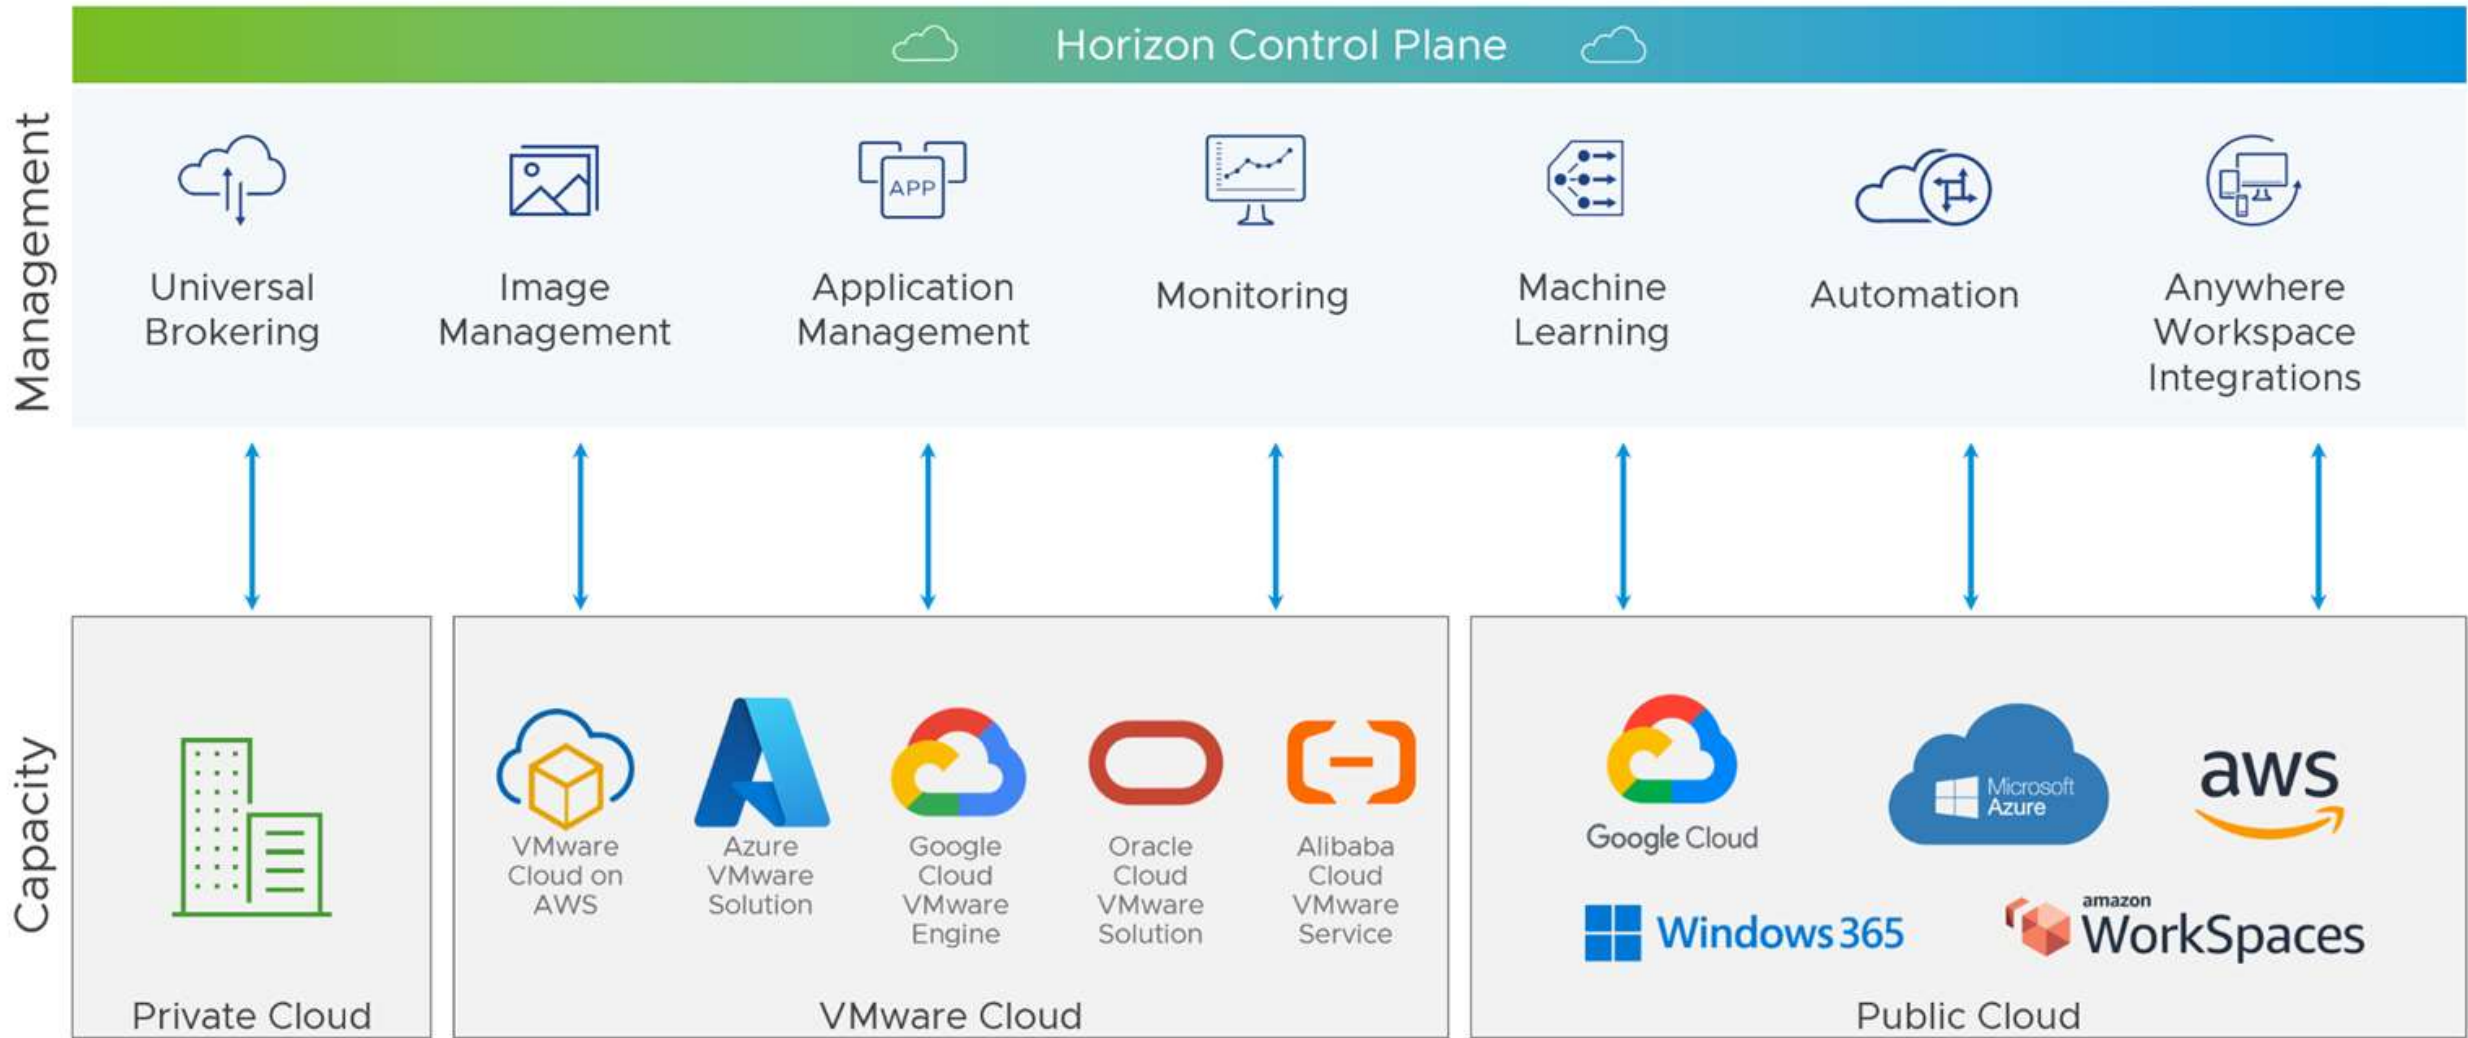 Horizon Control Plane
Management
APP
Universal
Brokering
Image
Management
Application
Management
Monitoring
Machine
Learning
Automation
Anywhere
Workspace
Integrations
Capacity
Private Cloud
VMware
Cloud on
AWS
Azure
VMware
Solution
Google
Cloud
VMware
Engine
Oracle
Cloud
VMware
Solution
Alibaba
Cloud
VMware
Service
VMware Cloud
Google Cloud
Microsoft
Azure
aws
Windows 365
amazon
WorkSpaces
Public Cloud